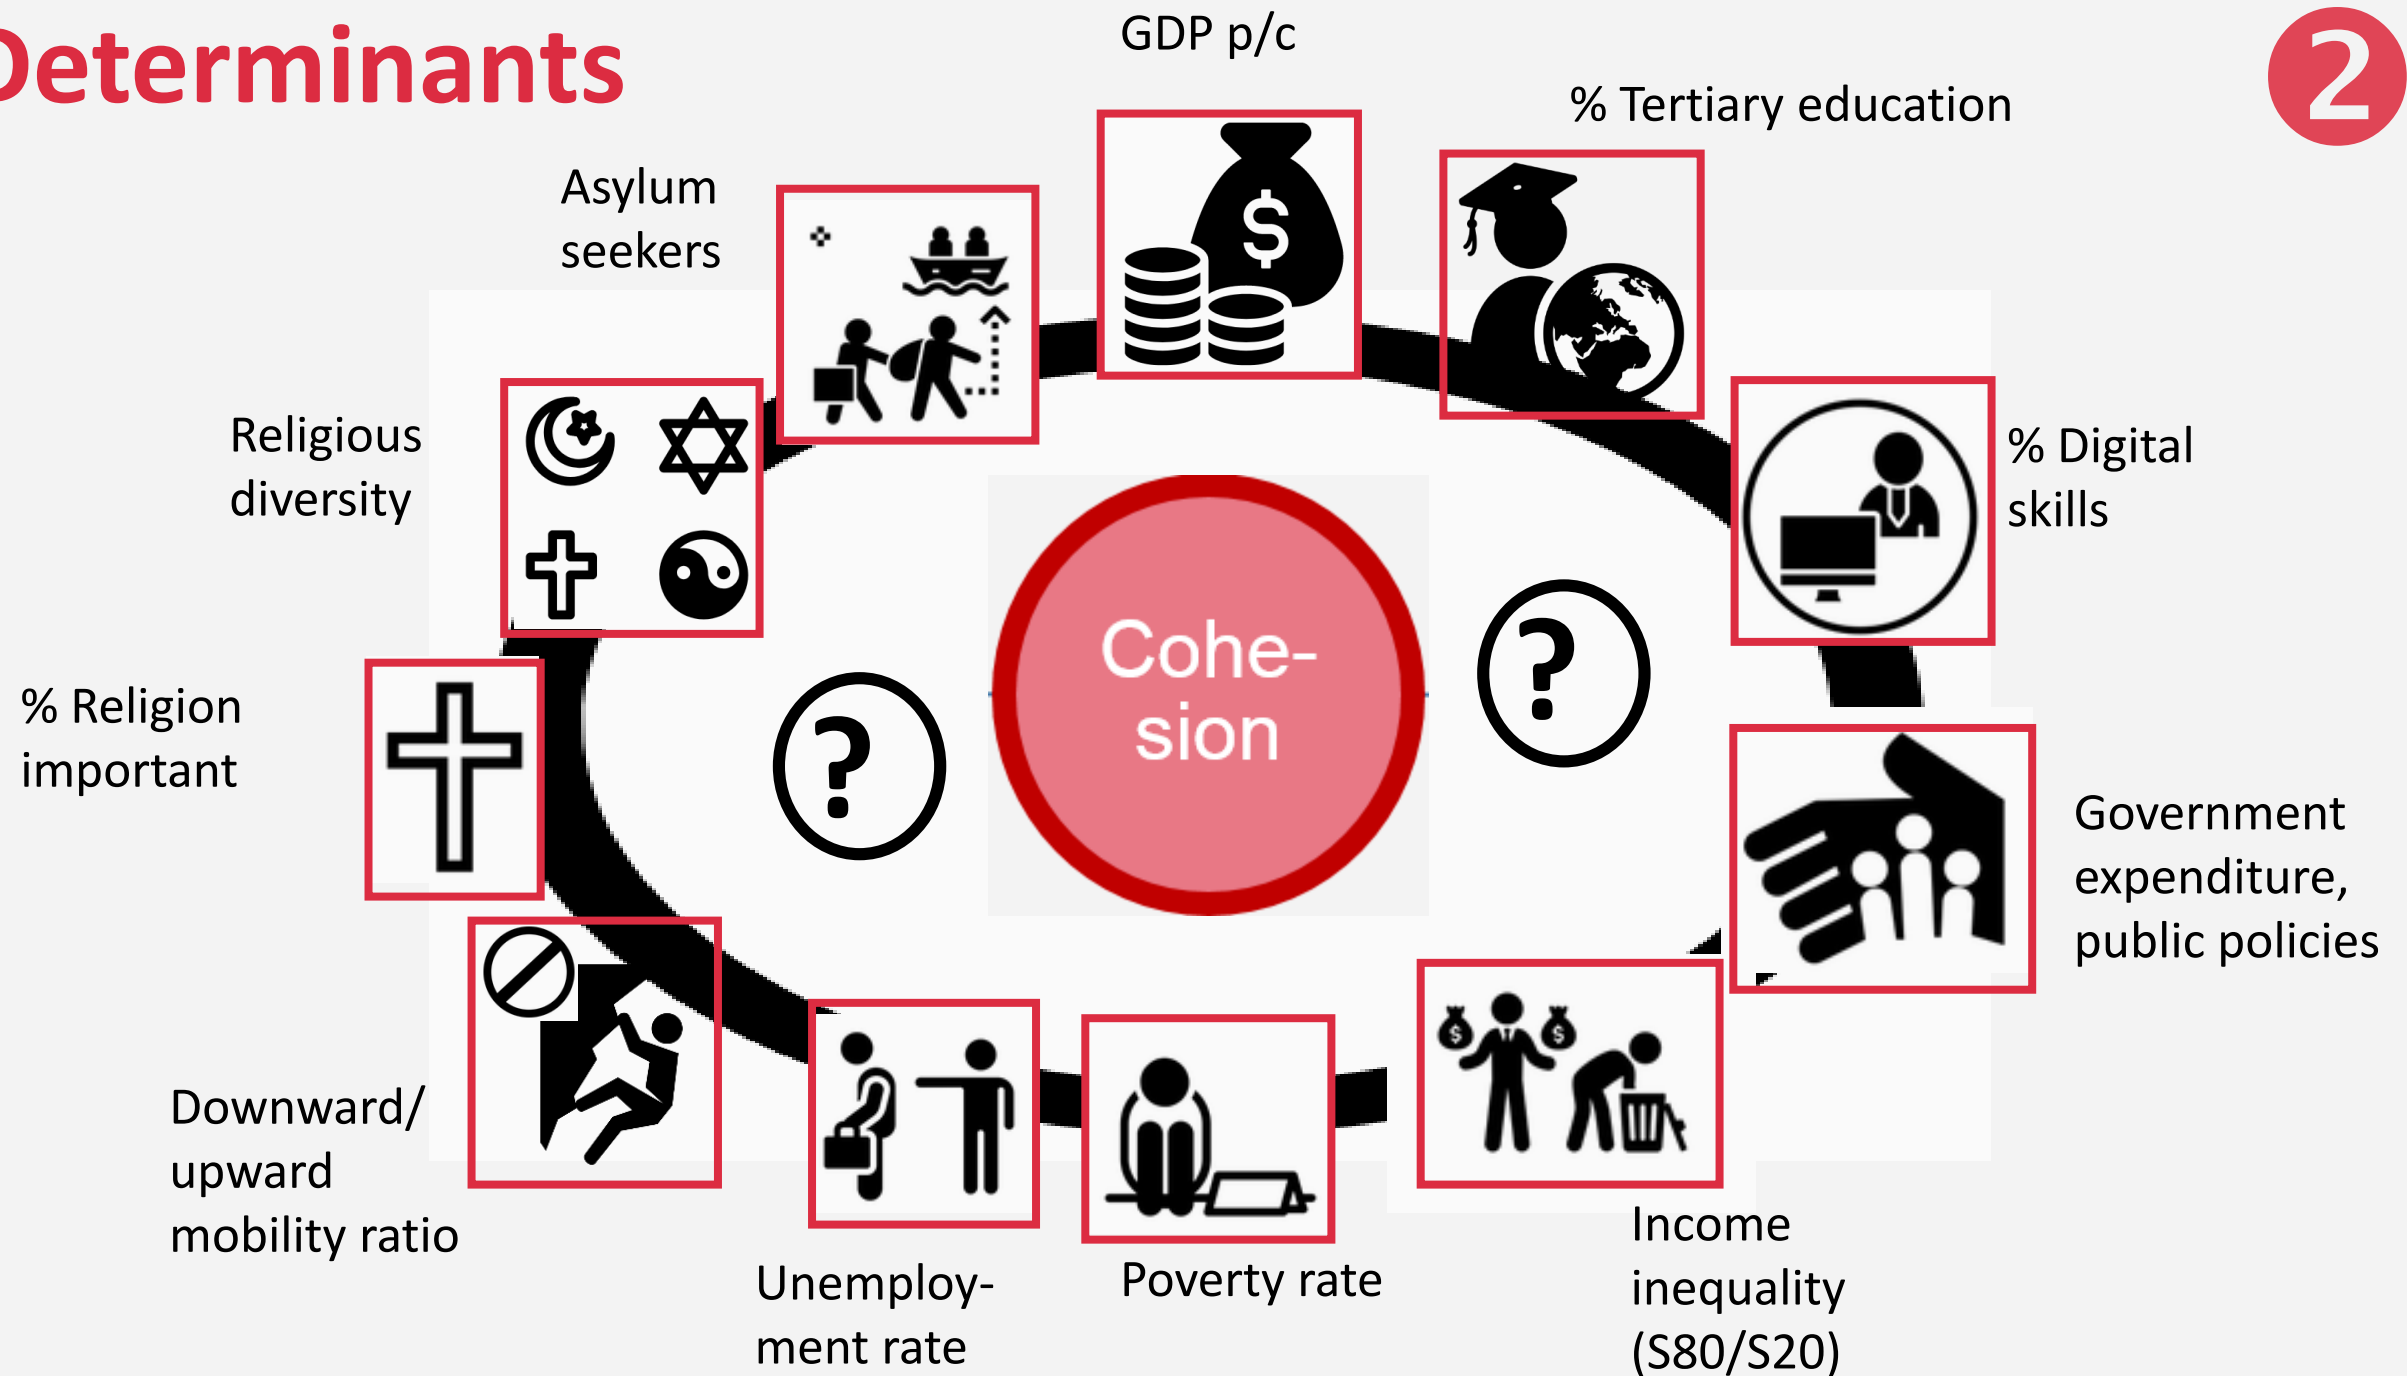 Determinants
2
GDP p/c
% Tertiary education
Asylum
seekers
$
Religious
diversity
% Digital
skills
Cohe-
sion
?
?
% Religion
important
Government
expenditure,
public policies
$
$
Downward/
upward
mobility ratio
Unemploy-
ment rate
Poverty rate
Income
inequality
(S80/S20)